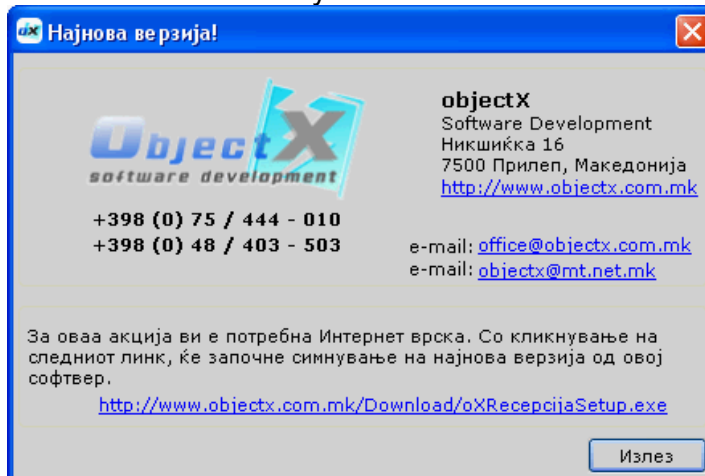 Најнова верзија!
ObjectX
software development
+398 (0) 75 / 444 - 010
+398 (0) 48 / 403 - 503
objectX
Software Development
Никшиќка 16
7500 Прилеп, Македонија
http://www.objectx.com.mk
e-mail: office@objectx.com.mk
e-mail: objectx@mt.net.mk
За оваа акција ви е потребна Интернет врска. Со кликнување на
следниот линк, ќе започне симнување на најнова верзија од овој
софтвер.
http://www.objectx.com.mk/Download/oXRecepcijaSetup.exe
Излез